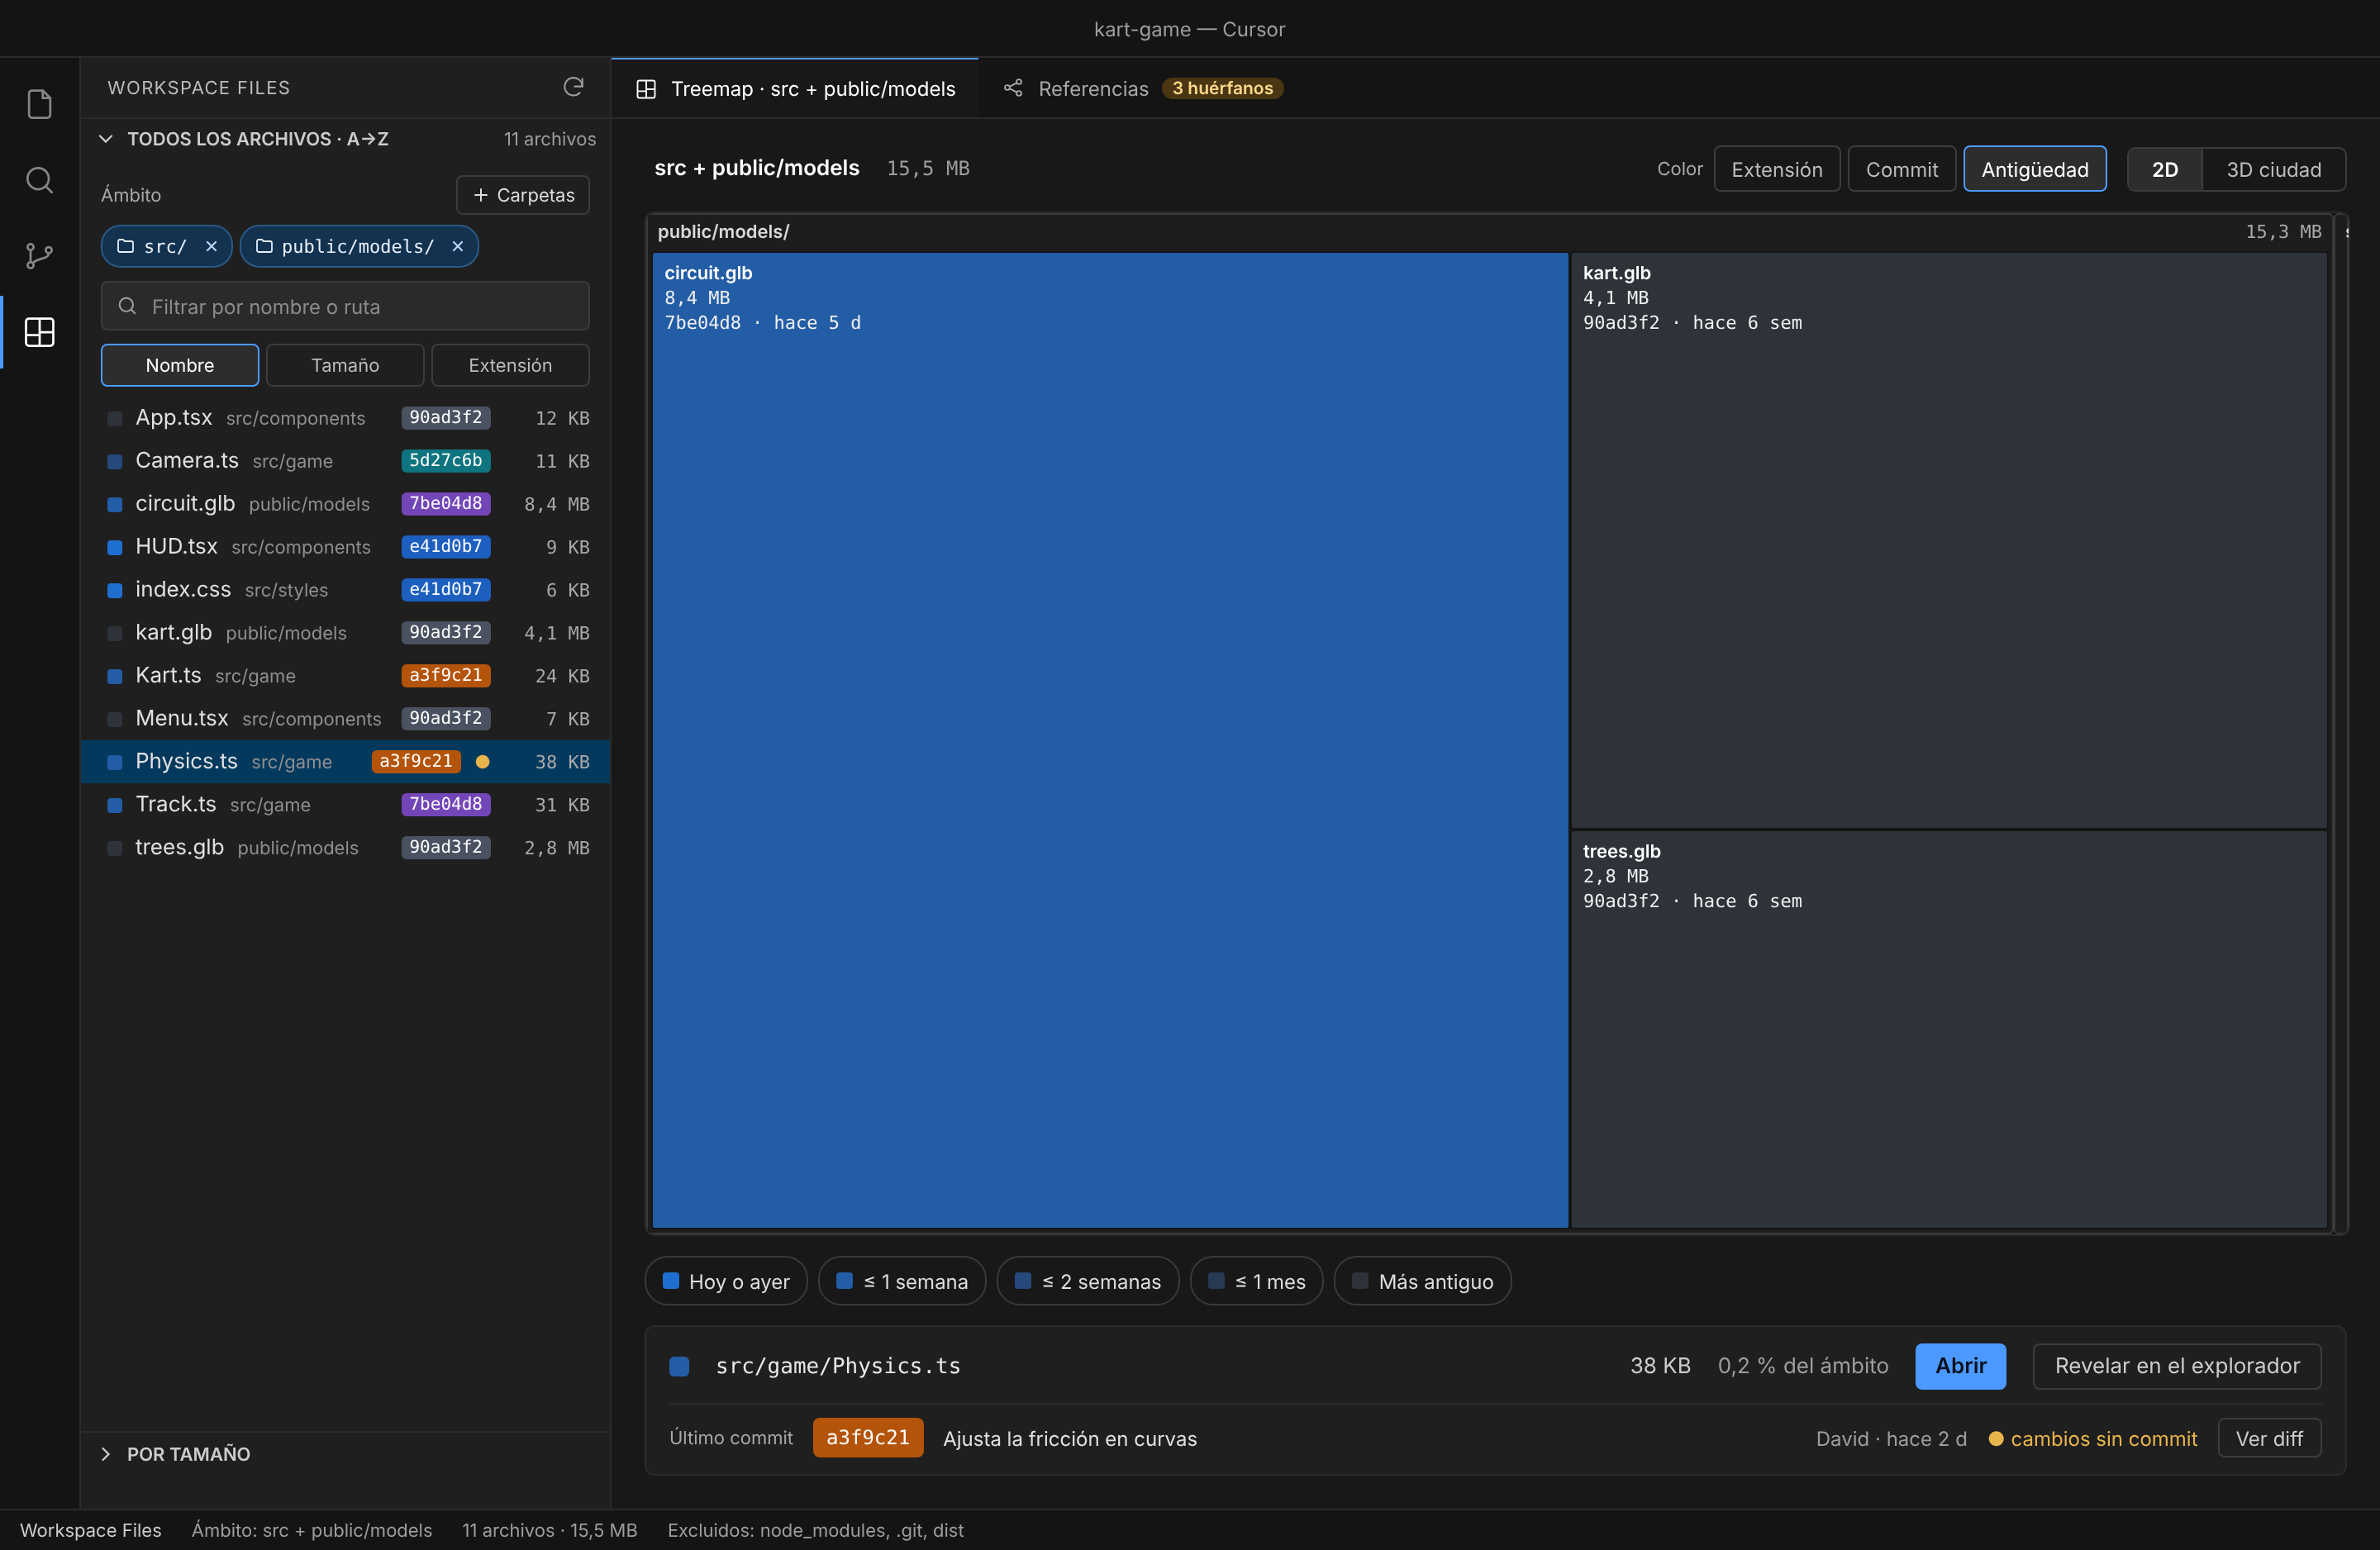 kart-game — Cursor
WORKSPACE FILES
TODOS LOS ARCHIVOS · A→Z 11 archivos
Ámbito + Carpetas
src/ × public/models/ ×
Filtrar por nombre o ruta
Nombre Tamaño Extensión
App.tsx src/components 90ad3f2 12 KB
Camera.ts src/game 5d27c6b 11 KB
circuit.glb public/models 7be04d8 8,4 MB
HUD.tsx src/components e41d0b7 9 KB
index.css src/styles e41d0b7 6 KB
kart.glb public/models 90ad3f2 4,1 MB
Kart.ts src/game a3f9c21 24 KB
Menu.tsx src/components 90ad3f2 7 KB
Physics.ts src/game a3f9c21 38 KB
Track.ts src/game 7be04d8 31 KB
trees.glb public/models 90ad3f2 2,8 MB
POR TAMAÑO
Treemap · src + public/models Referencias 3 huérfanos
src + public/models 15,5 MB Color Extensión Commit Antigüedad 2D 3D ciudad
public/models/ 15,3 MB
circuit.glb
8,4 MB
7be04d8 · hace 5 d
kart.glb
4,1 MB
90ad3f2 · hace 6 sem
trees.glb
2,8 MB
90ad3f2 · hace 6 sem
Hoy o ayer ≤ 1 semana ≤ 2 semanas ≤ 1 mes Más antiguo
src/game/Physics.ts 38 KB 0,2 % del ámbito Abrir Revelar en el explorador
Último commit a3f9c21 Ajusta la fricción en curvas David · hace 2 d cambios sin commit Ver diff
Workspace Files Ámbito: src + public/models 11 archivos · 15,5 MB Excluidos: node_modules, .git, dist